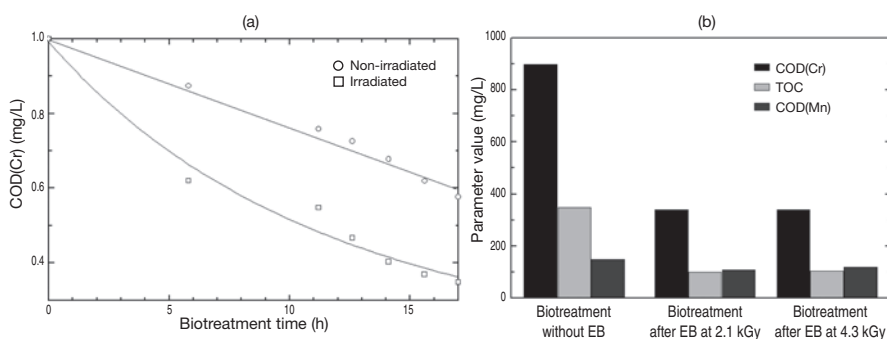 (a)
1.0
0.8
0.6
0.4
0
5
10
15
COD(Cr) (mg/L)
Biotreatment time (h)
Non-irradiated
Irradiated
(b)
1000
800
600
400
200
0
Parameter value (mg/L)
COD(Cr)
TOC
COD(Mn)
Biotreatment
without EB
Biotreatment
after EB at 2.1 kGy
Biotreatment
after EB at 4.3 kGy